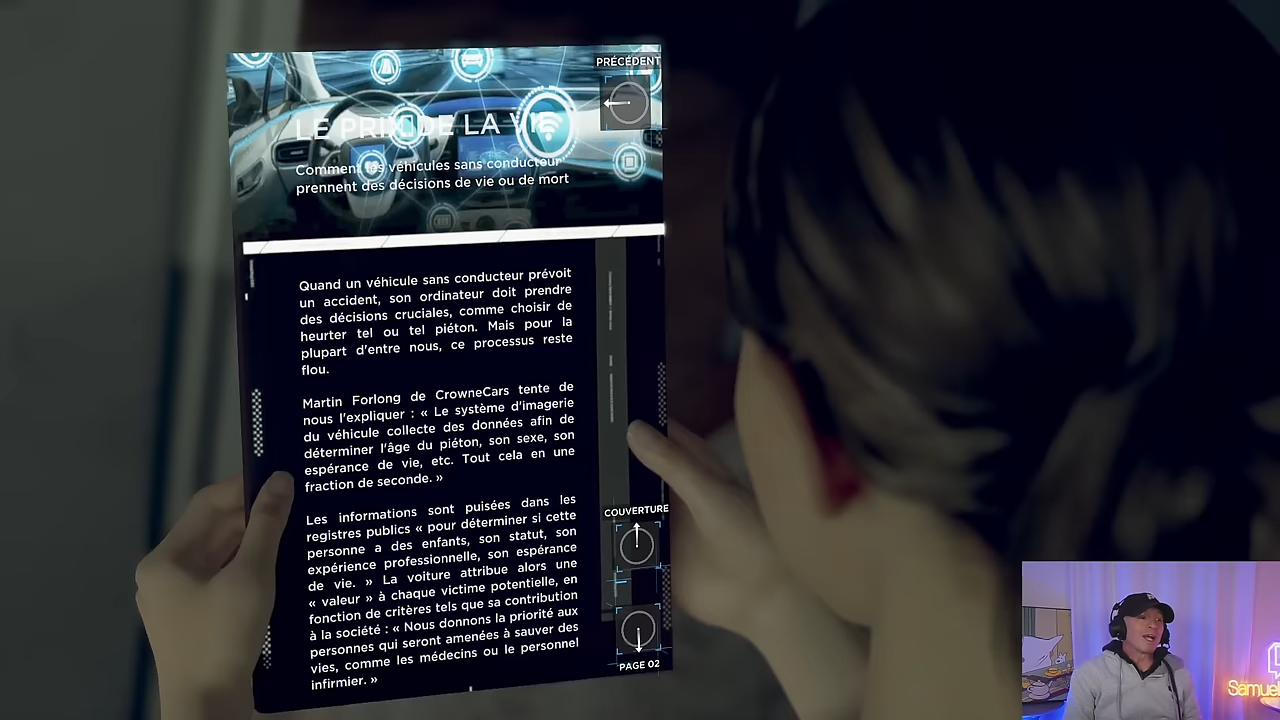 PRÉCÉDENT
LE PRIX DE LA VIE
Comment les véhicules sans conducteur
prennent des décisions de vie ou de mort
Quand un véhicule sans conducteur prévoit
un accident, son ordinateur doit prendre
des décisions cruciales, comme choisir de
heurter tel ou tel piéton. Mais pour la
plupart d'entre nous, ce processus reste
flou.
Martin Forlong de CrowneCars tente de
nous l'expliquer : « Le système d'imagerie
du véhicule collecte des données afin de
déterminer l'âge du piéton, son sexe, son
espérance de vie, etc. Tout cela en une
fraction de seconde. »
Les informations sont puisées dans les
registres publics « pour déterminer si cette
personne a des enfants, son statut, son
expérience professionnelle, son espérance
de vie. » La voiture attribue alors une
« valeur » à chaque victime potentielle, en
fonction de critères tels que sa contribution
à la société : « Nous donnons la priorité aux
personnes qui seront amenées à sauver des
vies, comme les médecins ou le personnel
infirmier. »
COUVERTURE
PAGE 02
Samuel